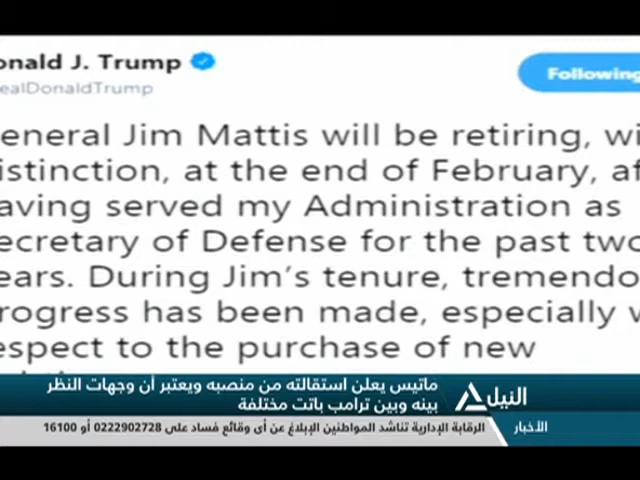 onald J. Trump
ealDonaldTrump
Following
eneral Jim Mattis will be retiring, wi
istinction, at the end of February, af
aving served my Administration as
ecretary of Defense for the past two
ears. During Jim's tenure, tremendo
rogress has been made, especially w
espect to the purchase of new
ماتيس يعلن استقالته من منصبه ويعتبر أن وجهات النظر
بينه وبين ترامب باتت مختلفة
النيل
الأخبار
الرقابة الإدارية تناشد المواطنين الإبلاغ عن أى وقائع فساد على 0222902728 أو 16100